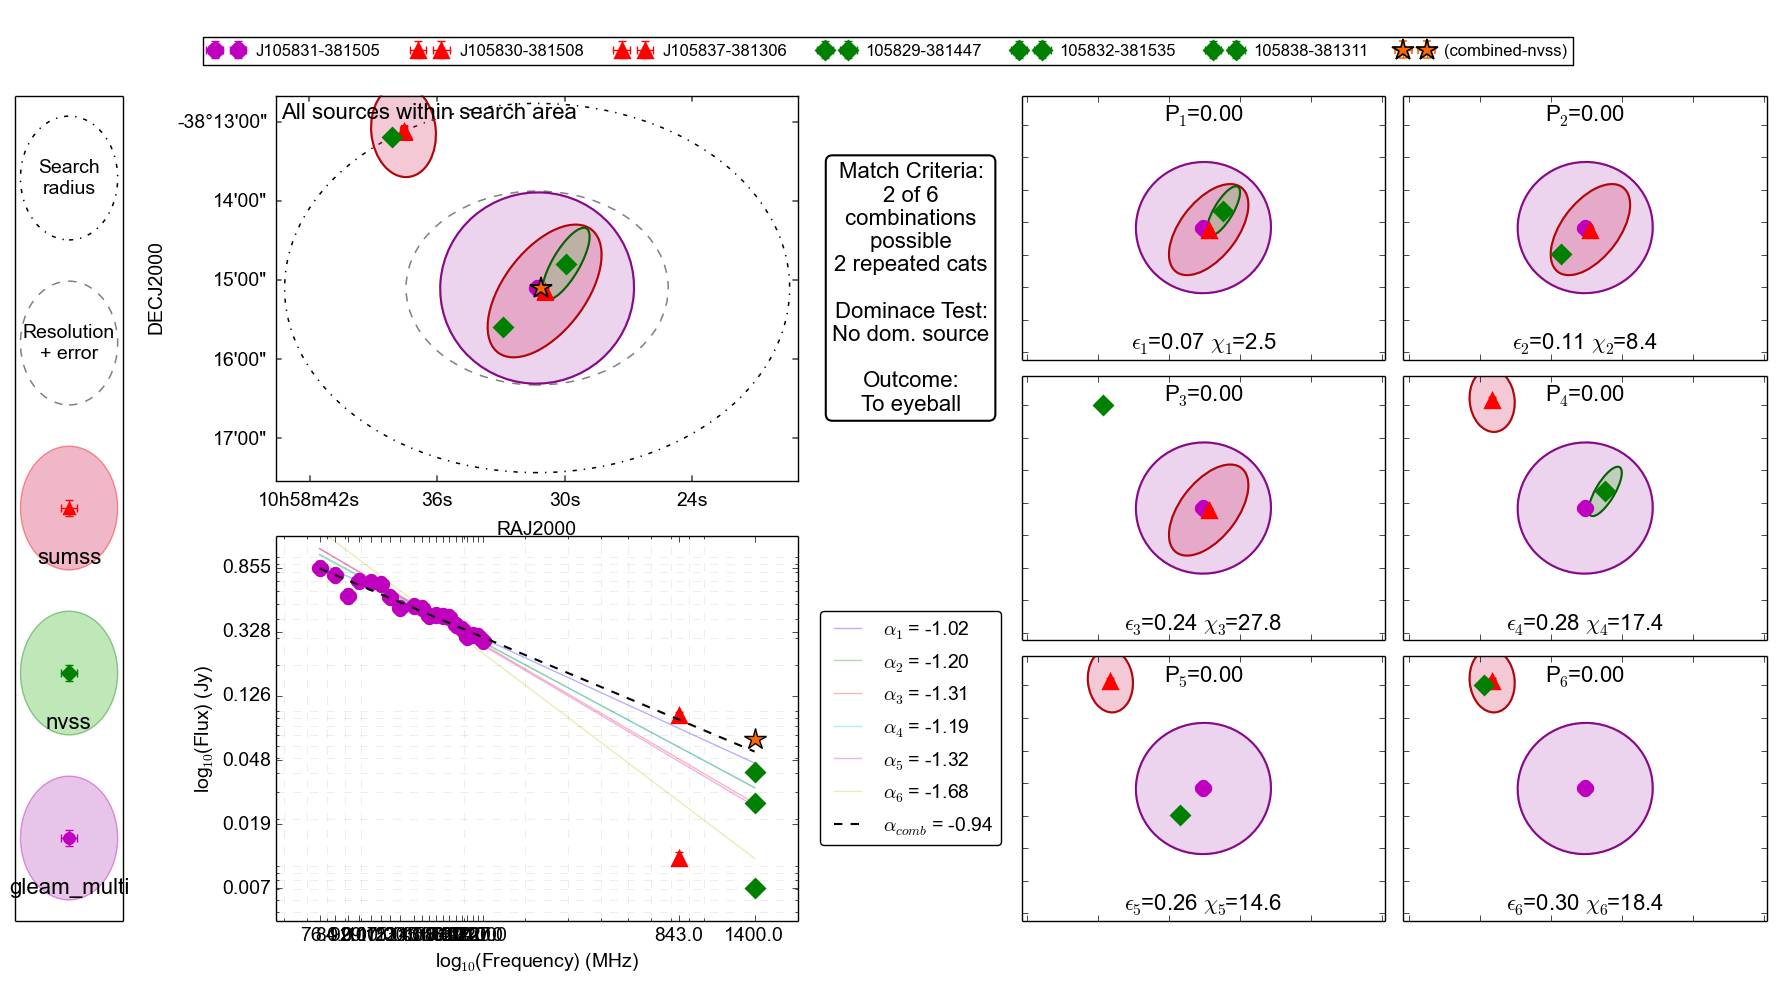 J105831-381505
J105830-381508
J105837-381306
105829-381447
105832-381535
105838-381311
(combined-nvss)
Search
radius
Resolution
+ error
sumss
nvss
gleam_multi
All sources within search area
-38°13'00"
14'00"
15'00"
16'00"
17'00"
DECJ2000
10h58m42s
36s
30s
24s
RAJ2000
Match Criteria:
2 of 6
combinations
possible
2 repeated cats
Dominace Test:
No dom. source
Outcome:
To eyeball
0.855
0.328
0.126
0.048
0.019
0.007
log₁₀(Flux) (Jy)
843.0
1400.0
log₁₀(Frequency) (MHz)
α₁ = -1.02
α₂ = -1.20
α₃ = -1.31
α₄ = -1.19
α₅ = -1.32
α₆ = -1.68
α_comb = -0.94
P₁=0.00
ϵ₁=0.07 χ₁=2.5
P₂=0.00
ϵ₂=0.11 χ₂=8.4
P₃=0.00
ϵ₃=0.24 χ₃=27.8
P₄=0.00
ϵ₄=0.28 χ₄=17.4
P₅=0.00
ϵ₅=0.26 χ₅=14.6
P₆=0.00
ϵ₆=0.30 χ₆=18.4